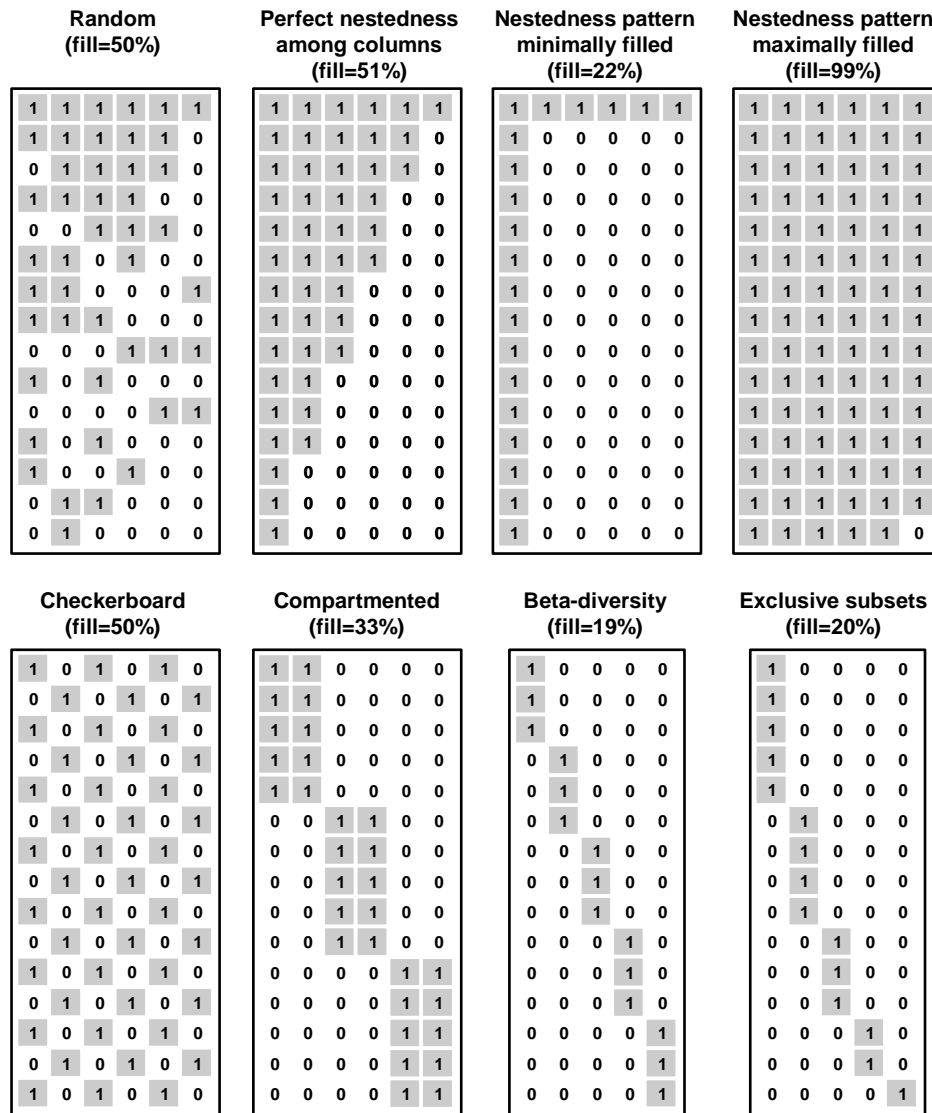 Random
(fill=50%)
1 1 1 1 1 1
1 1 1 1 1 0
0 1 1 1 1 0
1 1 1 1 0 0
0 0 1 1 1 0
1 1 0 1 0 0
1 1 0 0 0 1
1 1 1 0 0 0
0 0 0 1 1 1
1 0 1 0 0 0
0 0 0 0 1 1
1 0 1 0 0 0
1 0 0 1 0 0
0 1 1 0 0 0
0 1 0 0 0 0
Perfect nestedness
among columns
(fill=51%)
1 1 1 1 1 1
1 1 1 1 1 0
1 1 1 1 1 0
1 1 1 1 0 0
1 1 1 1 0 0
1 1 1 1 0 0
1 1 1 0 0 0
1 1 1 0 0 0
1 1 1 0 0 0
1 1 0 0 0 0
1 1 0 0 0 0
1 1 0 0 0 0
1 0 0 0 0 0
1 0 0 0 0 0
1 0 0 0 0 0
Nestedness pattern
minimally filled
(fill=22%)
1 1 1 1 1 1
1 0 0 0 0 0
1 0 0 0 0 0
1 0 0 0 0 0
1 0 0 0 0 0
1 0 0 0 0 0
1 0 0 0 0 0
1 0 0 0 0 0
1 0 0 0 0 0
1 0 0 0 0 0
1 0 0 0 0 0
1 0 0 0 0 0
1 0 0 0 0 0
1 0 0 0 0 0
1 0 0 0 0 0
Nestedness pattern
maximally filled
(fill=99%)
1 1 1 1 1 1
1 1 1 1 1 1
1 1 1 1 1 1
1 1 1 1 1 1
1 1 1 1 1 1
1 1 1 1 1 1
1 1 1 1 1 1
1 1 1 1 1 1
1 1 1 1 1 1
1 1 1 1 1 1
1 1 1 1 1 1
1 1 1 1 1 1
1 1 1 1 1 1
1 1 1 1 1 1
1 1 1 1 1 0
Checkerboard
(fill=50%)
1 0 1 0 1 0
0 1 0 1 0 1
1 0 1 0 1 0
0 1 0 1 0 1
1 0 1 0 1 0
0 1 0 1 0 1
1 0 1 0 1 0
0 1 0 1 0 1
1 0 1 0 1 0
0 1 0 1 0 1
1 0 1 0 1 0
0 1 0 1 0 1
1 0 1 0 1 0
0 1 0 1 0 1
1 0 1 0 1 0
Compartmented
(fill=33%)
1 1 0 0 0 0
1 1 0 0 0 0
1 1 0 0 0 0
1 1 0 0 0 0
1 1 0 0 0 0
0 0 1 1 0 0
0 0 1 1 0 0
0 0 1 1 0 0
0 0 1 1 0 0
0 0 1 1 0 0
0 0 0 0 1 1
0 0 0 0 1 1
0 0 0 0 1 1
0 0 0 0 1 1
0 0 0 0 1 1
Beta-diversity
(fill=19%)
1 0 0 0 0
1 0 0 0 0
1 0 0 0 0
0 1 0 0 0
0 1 0 0 0
0 1 0 0 0
0 0 1 0 0
0 0 1 0 0
0 0 1 0 0
0 0 0 1 0
0 0 0 1 0
0 0 0 1 0
0 0 0 0 1
0 0 0 0 1
0 0 0 0 1
Exclusive subsets
(fill=20%)
1 0 0 0 0
1 0 0 0 0
1 0 0 0 0
1 0 0 0 0
1 0 0 0 0
0 1 0 0 0
0 1 0 0 0
0 1 0 0 0
0 1 0 0 0
0 0 1 0 0
0 0 1 0 0
0 0 1 0 0
0 0 0 1 0
0 0 0 1 0
0 0 0 0 1